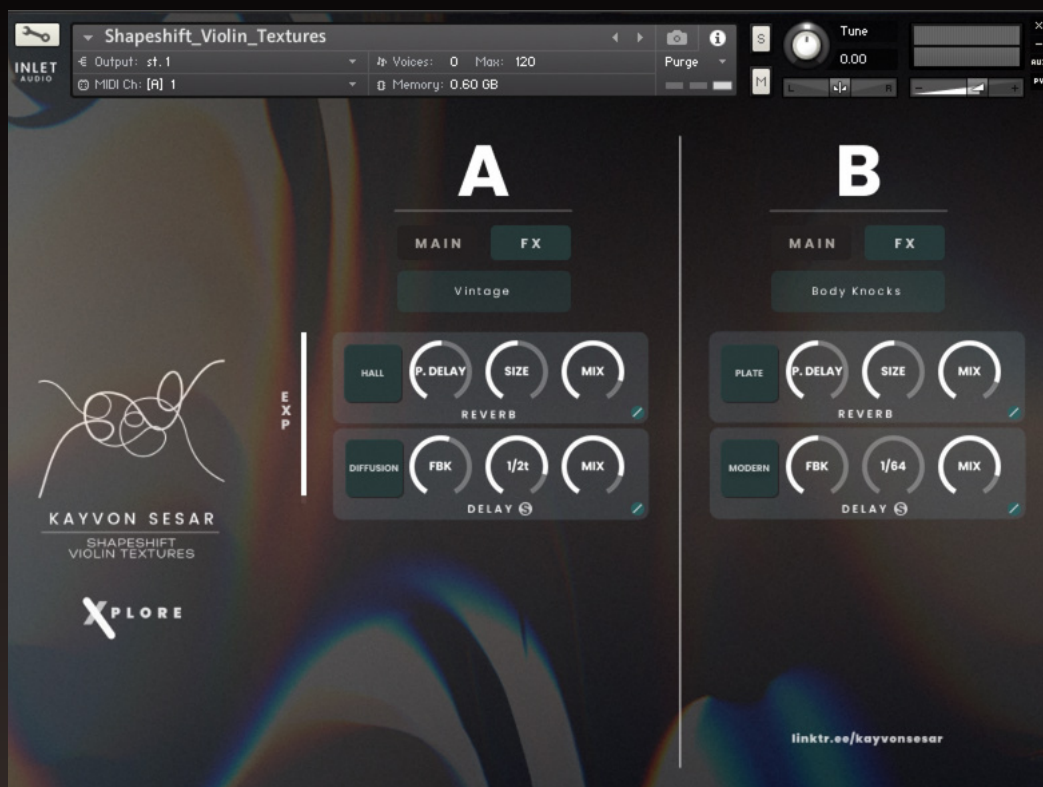 Shapeshift_Violin_Textures
INLET
AUDIO
Output: st.1
Voices: 0 Max: 120
Purge
MIDI Ch: [A] 1
Memory: 0.60 GB
S
M
Tune
0.00
L R
- +
×
–
AUX
PV
A
MAIN FX
Vintage
HALL P. DELAY SIZE MIX
REVERB
DIFFUSION FBK 1/2t MIX
DELAY S
B
MAIN FX
Body Knocks
PLATE P. DELAY SIZE MIX
REVERB
MODERN FBK 1/64 MIX
DELAY S
EXP
KAYVON SESAR
SHAPESHIFT
VIOLIN TEXTURES
XPLORE
linktr.ee/kayvonsesar